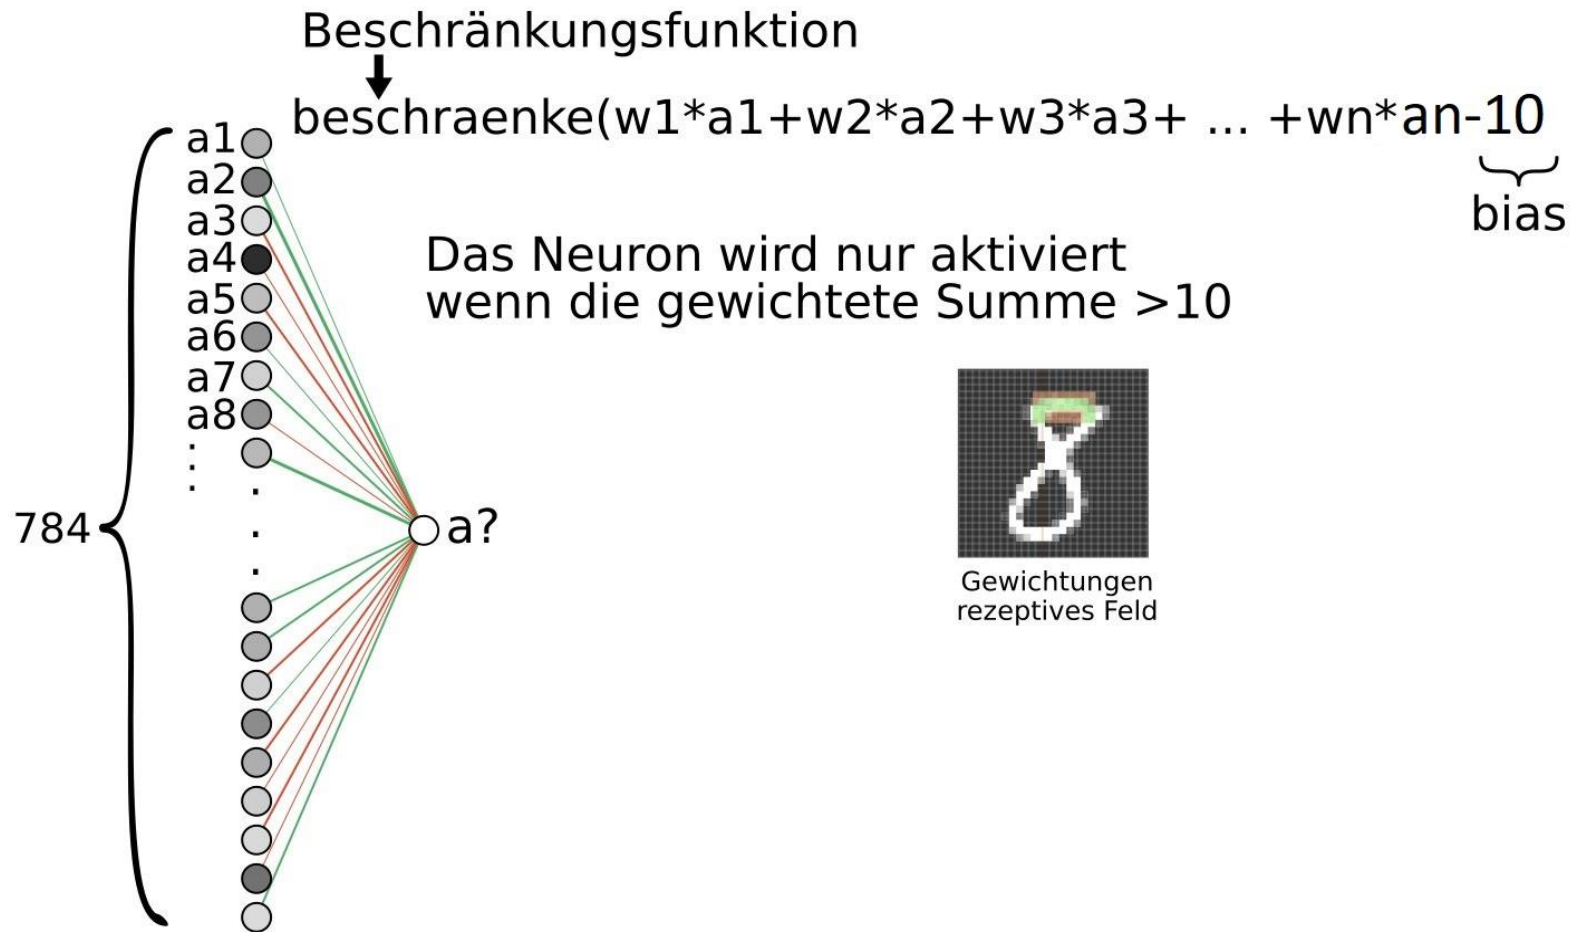 Beschränkungsfunktion
beschraenke(w1*a1+w2*a2+w3*a3+ ... +wn*an-10
bias
a1
a2
a3
a4
a5
a6
a7
a8
Das Neuron wird nur aktiviert
wenn die gewichtete Summe >10
784
a?
Gewichtungen
rezeptives Feld